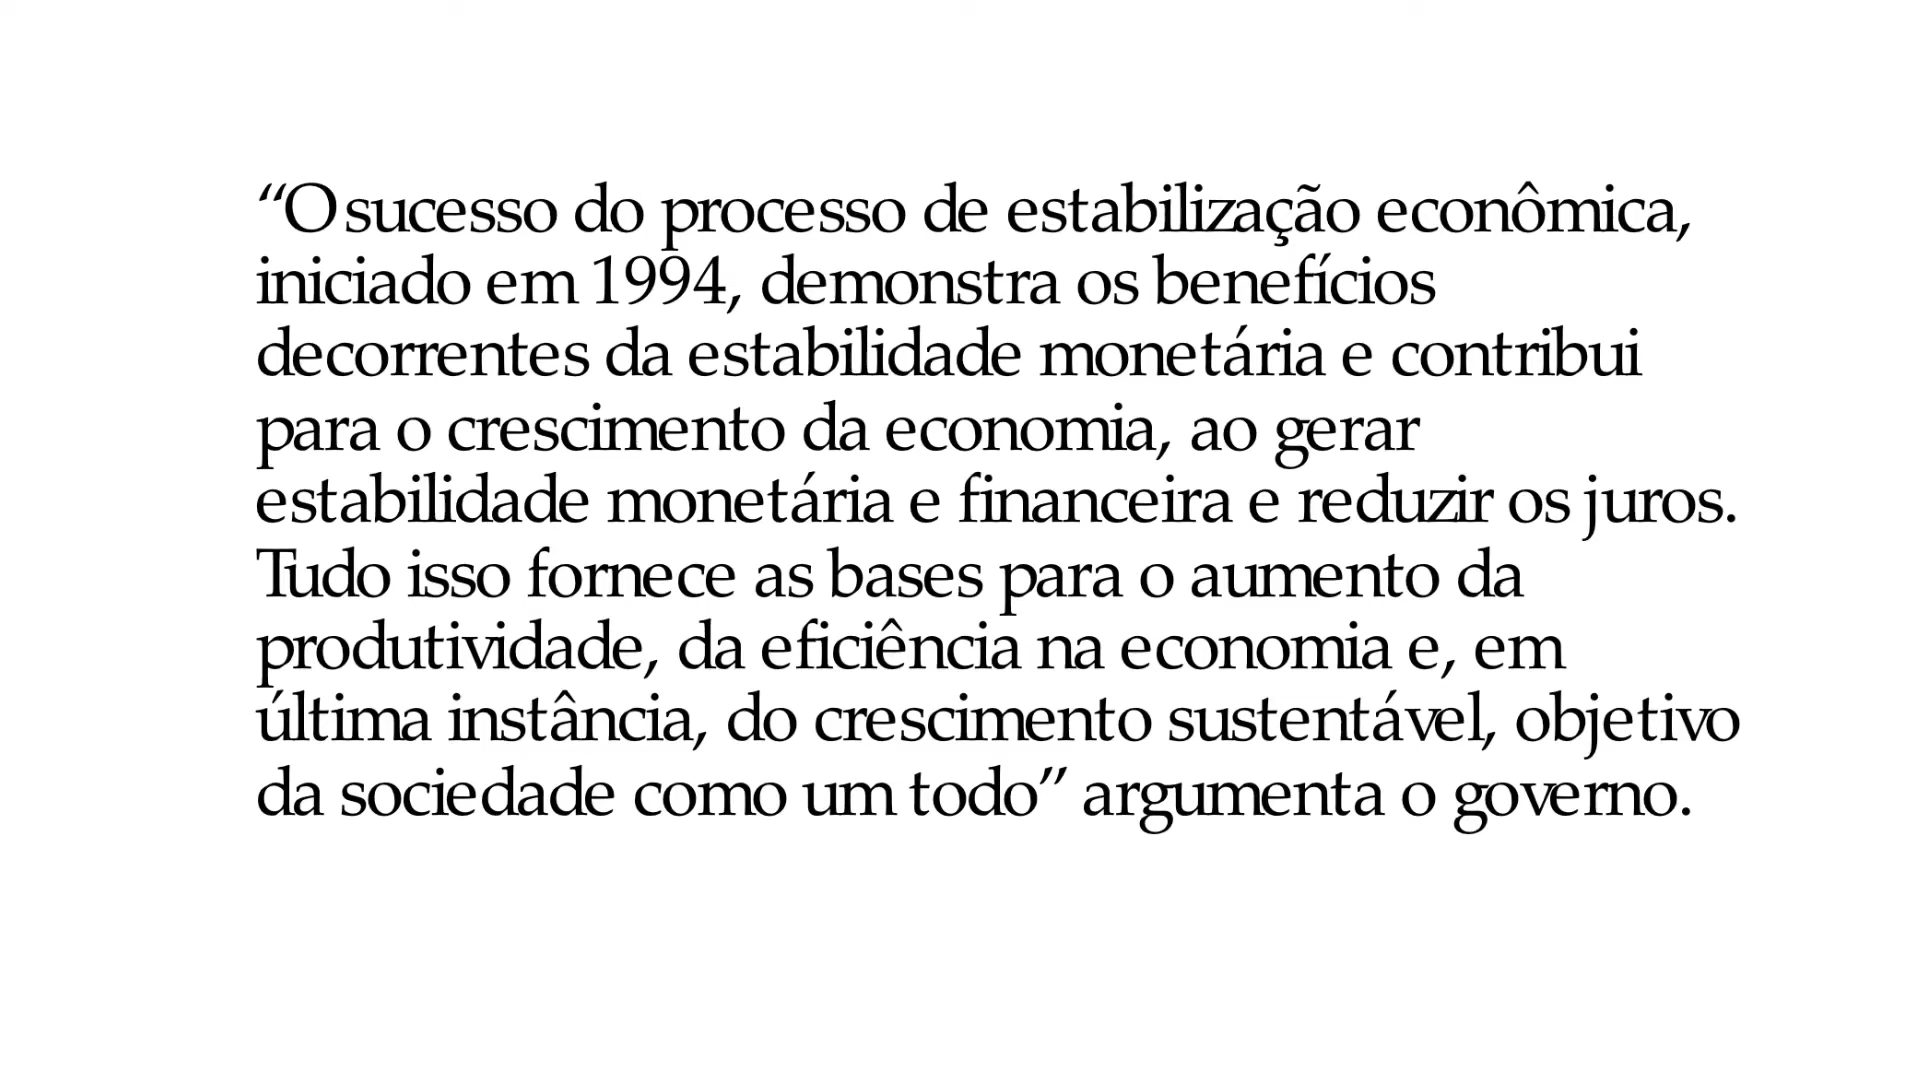 “O sucesso do processo de estabilização econômica,
iniciado em 1994, demonstra os benefícios
decorrentes da estabilidade monetária e contribui
para o crescimento da economia, ao gerar
estabilidade monetária e financeira e reduzir os juros.
Tudo isso fornece as bases para o aumento da
produtividade, da eficiência na economia e, em
última instância, do crescimento sustentável, objetivo
da sociedade como um todo” argumenta o governo.